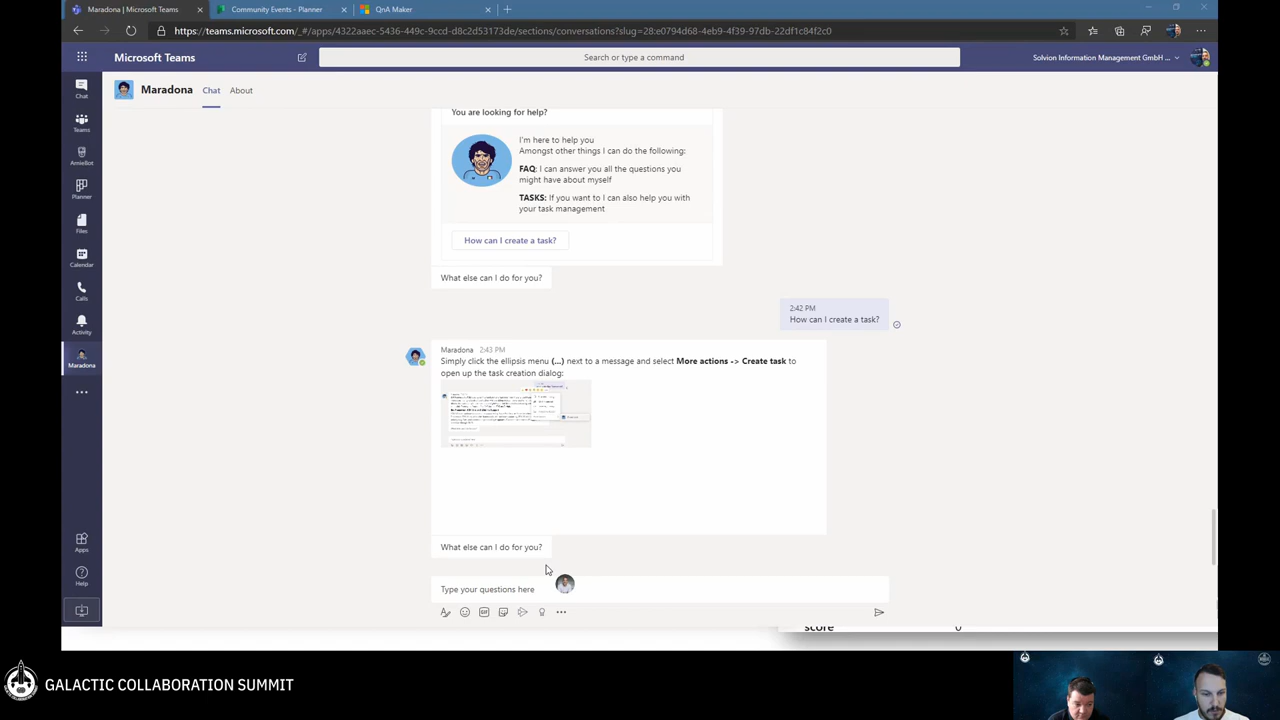 Maradona | Microsoft Teams
Community Events - Planner
QnA Maker
https://teams.microsoft.com/_#/apps/4322aaec-5436-449c-9ccd-d8c2d53173de/sections/conversations?slug=28:e0794d68-4eb9-4f39-97db-22df1c84f2c0
Microsoft Teams
Search or type a command
Solvion Information Management GmbH ...
Maradona
Chat
About
Chat
Teams
AmieBot
Planner
Files
Calendar
Calls
Activity
Maradona
Apps
Help
You are looking for help?
I'm here to help you
Amongst other things I can do the following:
FAQ: I can answer you all the questions you
might have about myself
TASKS: If you want to I can also help you with
your task management
How can I create a task?
What else can I do for you?
2:42 PM
How can I create a task?
Maradona 2:43 PM
Simply click the ellipsis menu (...) next to a message and select More actions -> Create task to
open up the task creation dialog:
What else can I do for you?
Type your questions here
GIF
score 0
GALACTIC COLLABORATION SUMMIT